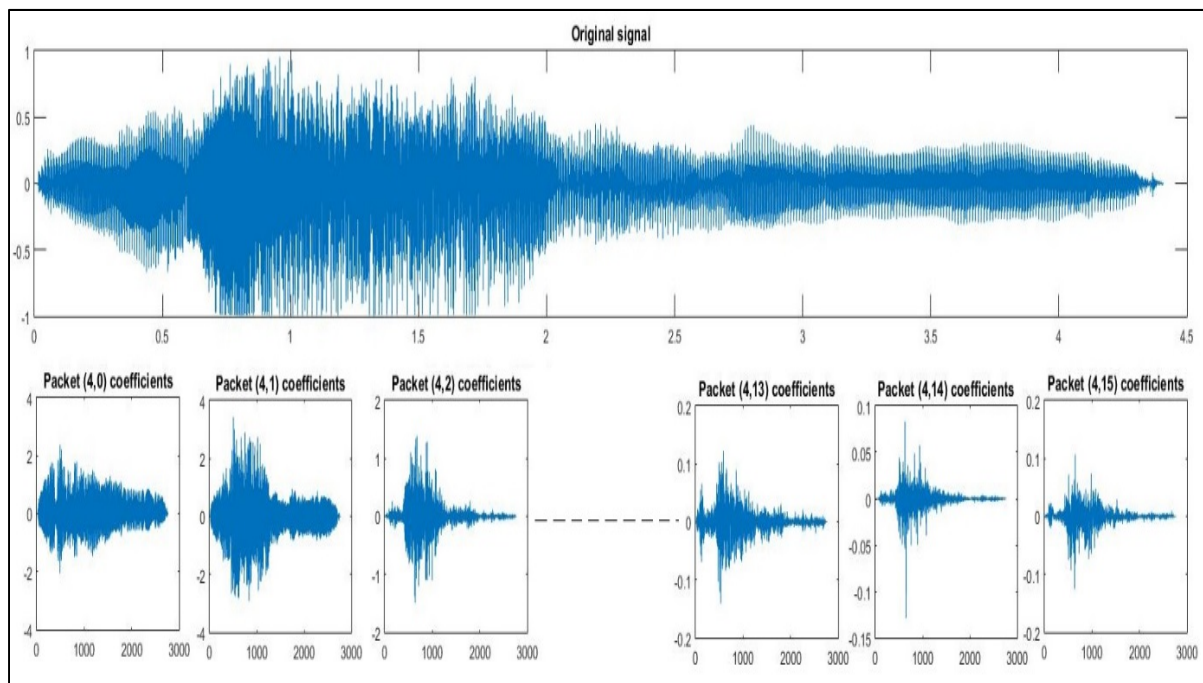 Original signal
1
0.5
0
-0.5
-1
0 0.5 1 1.5 2 2.5 3 3.5 4 4.5
Packet (4,0) coefficients
4
2
0
-2
-4
0 1000 2000 3000
Packet (4,1) coefficients
4
2
0
-2
-4
0 1000 2000 3000
Packet (4,2) coefficients
2
1
0
-1
-2
0 1000 2000 3000
Packet (4,13) coefficients
0.2
0.1
0
-0.1
-0.2
0 1000 2000 3000
Packet (4,14) coefficients
0.1
0.05
0
-0.05
-0.1
-0.15
0 1000 2000 3000
Packet (4,15) coefficients
0.2
0.1
0
-0.1
-0.2
0 1000 2000 3000